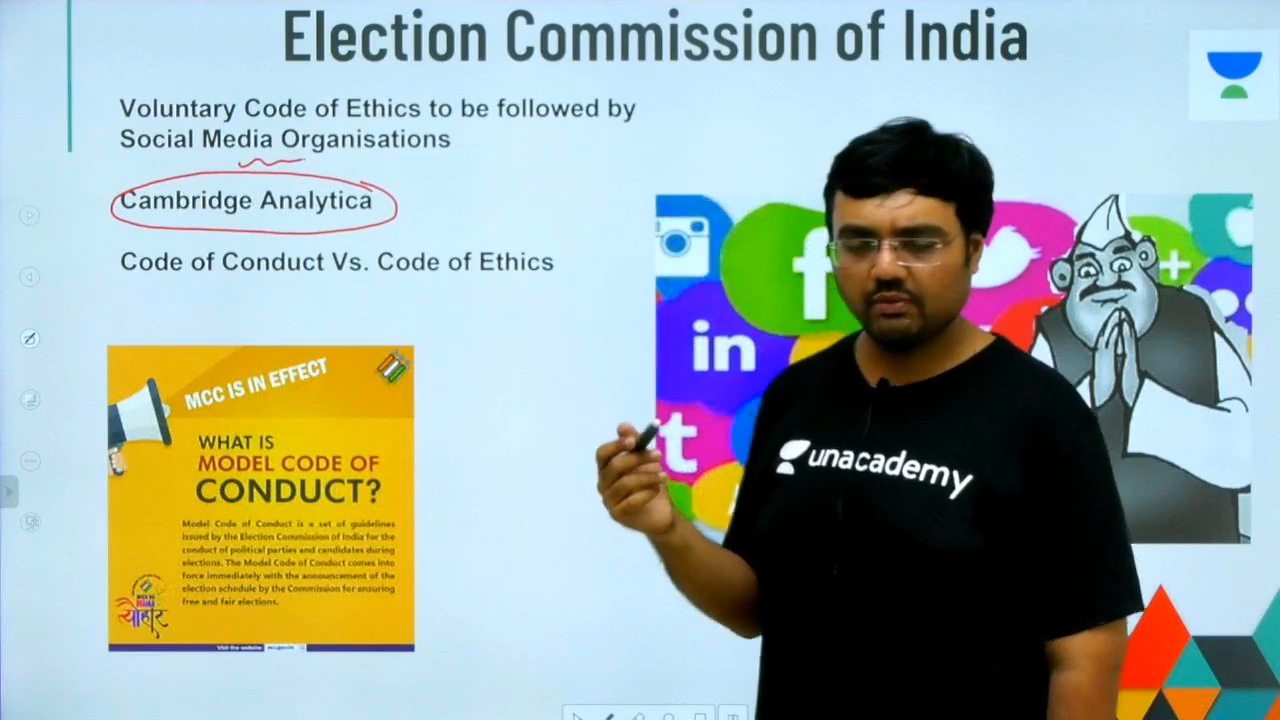 Election Commission of India
Voluntary Code of Ethics to be followed by
Social Media Organisations
Cambridge Analytica
Code of Conduct Vs. Code of Ethics
MCC IS IN EFFECT
WHAT IS
MODEL CODE OF
CONDUCT?
Model Code of Conduct is a set of guidelines
issued by the Election Commission of India for the
conduct of political parties and candidates during
elections. The Model Code of Conduct comes into
force immediately with the announcement of the
election schedule by the Commission for ensuring
free and fair elections.
त्यौहार
Visit the website
f
in
t
+
unacademy